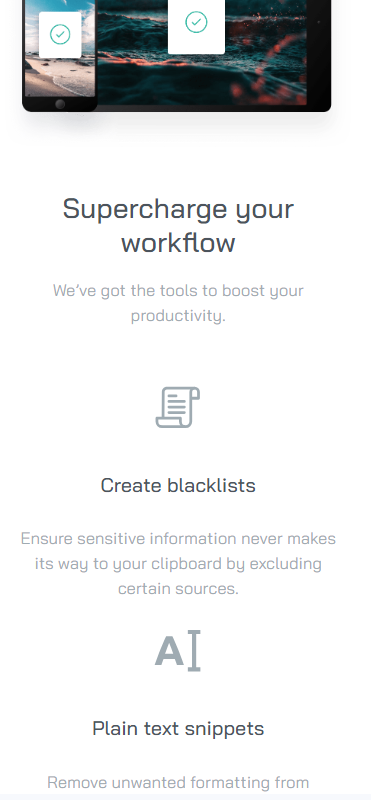 Supercharge your
workflow
We’ve got the tools to boost your
productivity.
Create blacklists
Ensure sensitive information never makes
its way to your clipboard by excluding
certain sources.
Plain text snippets
Remove unwanted formatting from